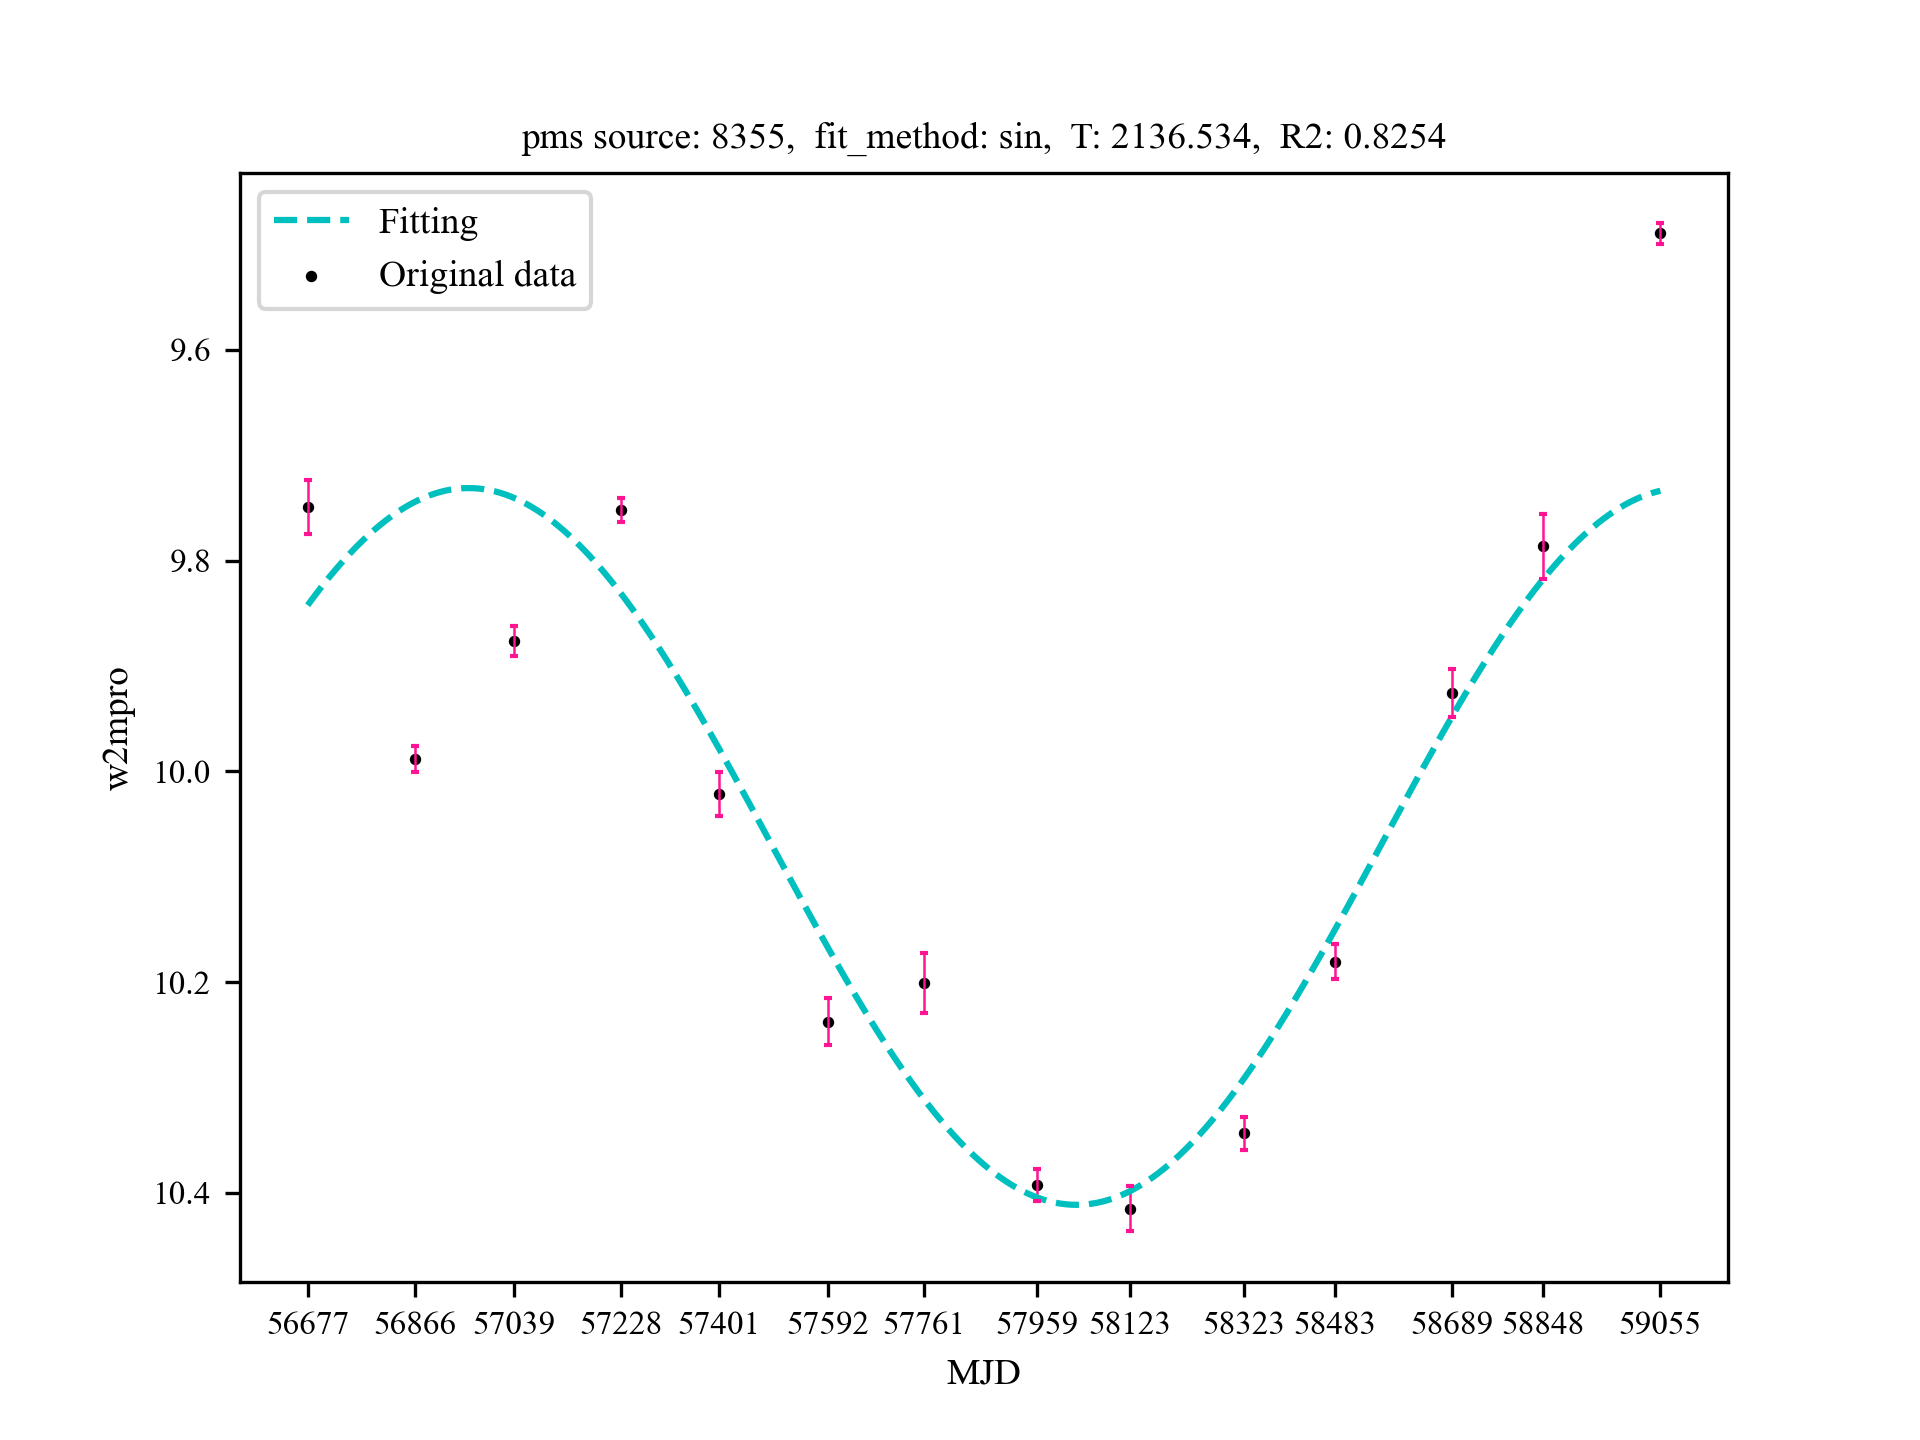 pms source: 8355,  fit_method: sin,  T: 2136.534,  R2: 0.8254
Fitting
Original data
9.6
9.8
10.0
10.2
10.4
w2mpro
56677 56866 57039 57228 57401 57592 57761 57959 58123 58323 58483 58689 58848 59055
MJD